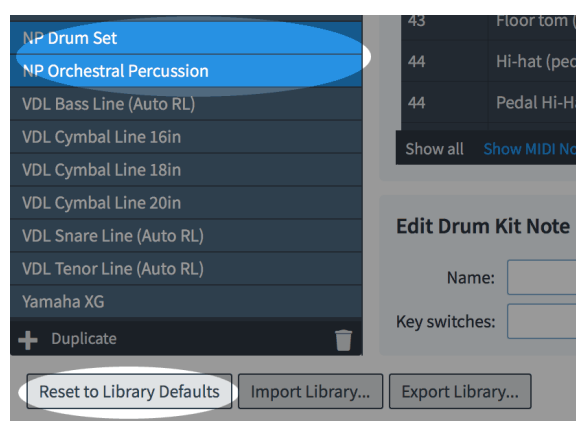 NP Drum Set
NP Orchestral Percussion
VDL Bass Line (Auto RL)
VDL Cymbal Line 16in
VDL Cymbal Line 18in
VDL Cymbal Line 20in
VDL Snare Line (Auto RL)
VDL Tenor Line (Auto RL)
Yamaha XG
Duplicate
43 Floor tom (
44 Hi-hat (ped
44 Pedal Hi-H
Show all Show MIDI No
Edit Drum Kit Note
Name:
Key switches:
Reset to Library Defaults Import Library... Export Library...